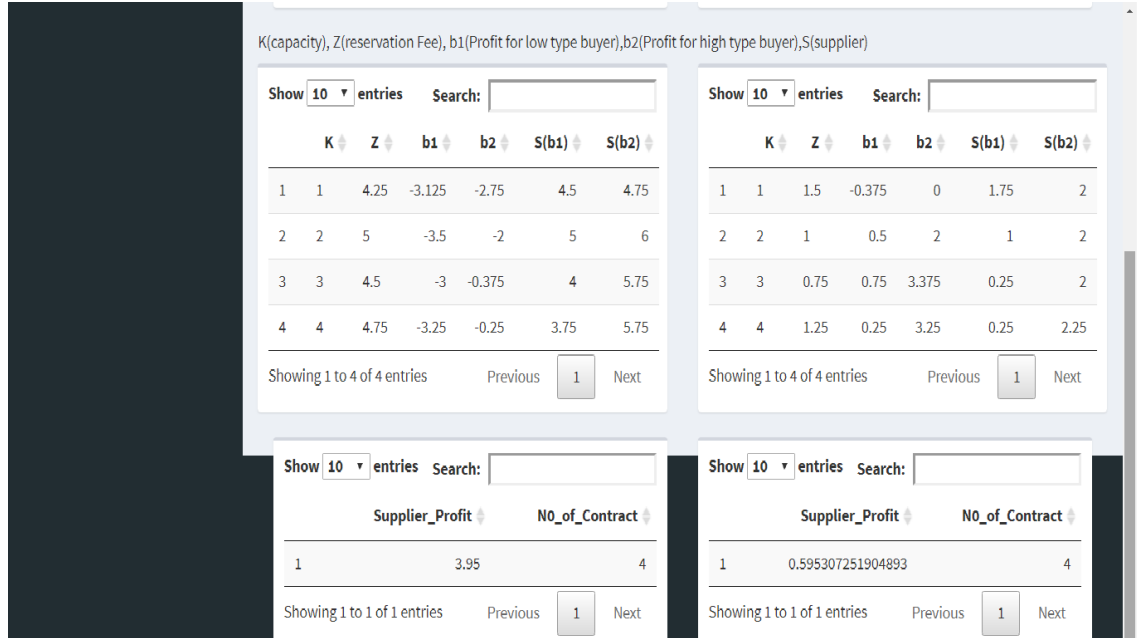 K(capacity), Z(reservation Fee), b1(Profit for low type buyer),b2(Profit for high type buyer),S(supplier)
Show 10 entries Search:
K Z b1 b2 S(b1) S(b2)
1 1 4.25 -3.125 -2.75 4.5 4.75
2 2 5 -3.5 -2 5 6
3 3 4.5 -3 -0.375 4 5.75
4 4 4.75 -3.25 -0.25 3.75 5.75
Showing 1 to 4 of 4 entries Previous 1 Next
Show 10 entries Search:
K Z b1 b2 S(b1) S(b2)
1 1 1.5 -0.375 0 1.75 2
2 2 1 0.5 2 1 2
3 3 0.75 0.75 3.375 0.25 2
4 4 1.25 0.25 3.25 0.25 2.25
Showing 1 to 4 of 4 entries Previous 1 Next
Show 10 entries Search:
Supplier_Profit N0_of_Contract
1 3.95 4
Showing 1 to 1 of 1 entries Previous 1 Next
Show 10 entries Search:
Supplier_Profit N0_of_Contract
1 0.595307251904893 4
Showing 1 to 1 of 1 entries Previous 1 Next